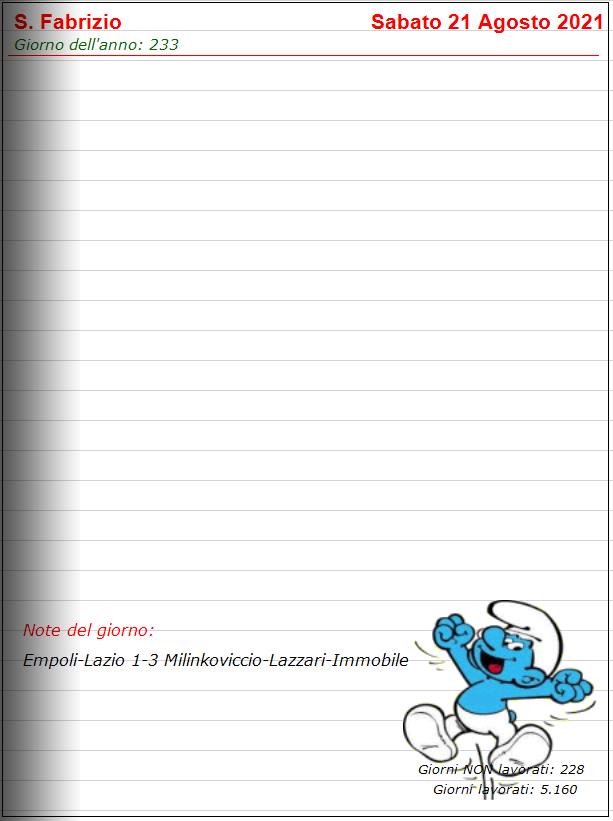 S. Fabrizio Sabato 21 Agosto 2021
Giorno dell'anno: 233
Note del giorno:
Empoli-Lazio 1-3 Milinkoviccio-Lazzari-Immobile
Giorni NON lavorati: 228
Giorni lavorati: 5.160